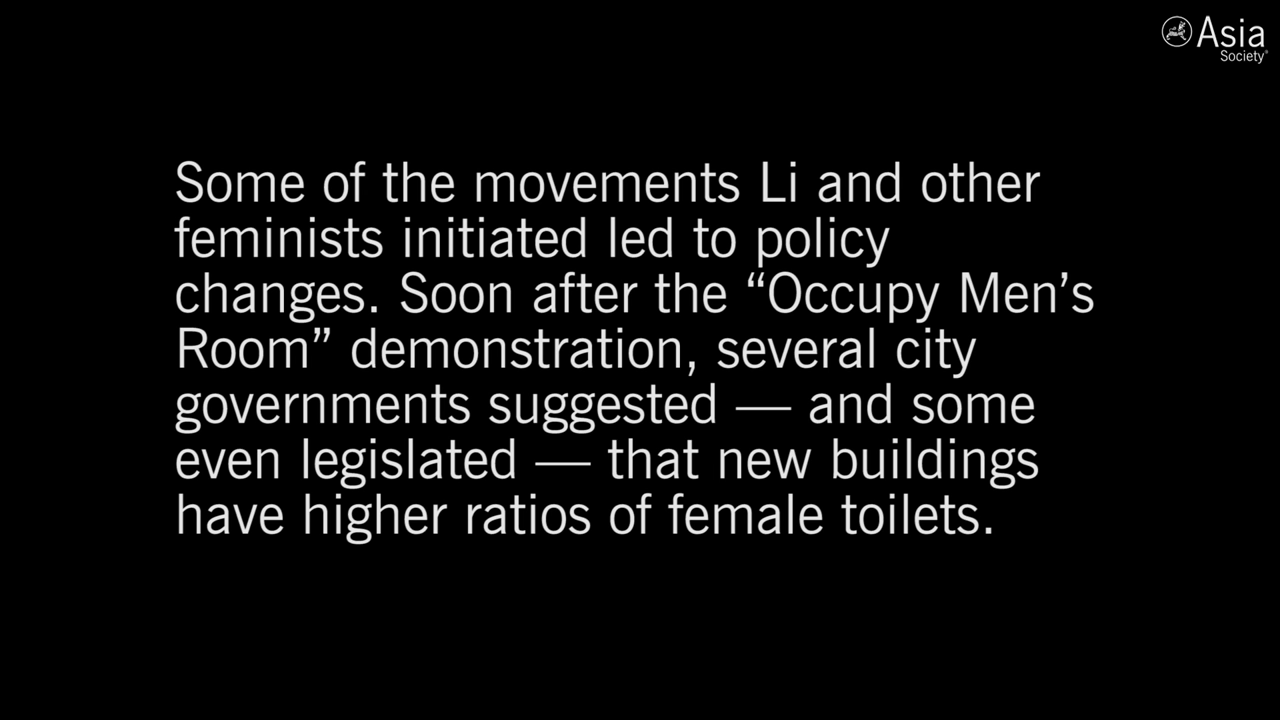 Asia
Society®
Some of the movements Li and other
feminists initiated led to policy
changes. Soon after the “Occupy Men’s
Room” demonstration, several city
governments suggested — and some
even legislated — that new buildings
have higher ratios of female toilets.